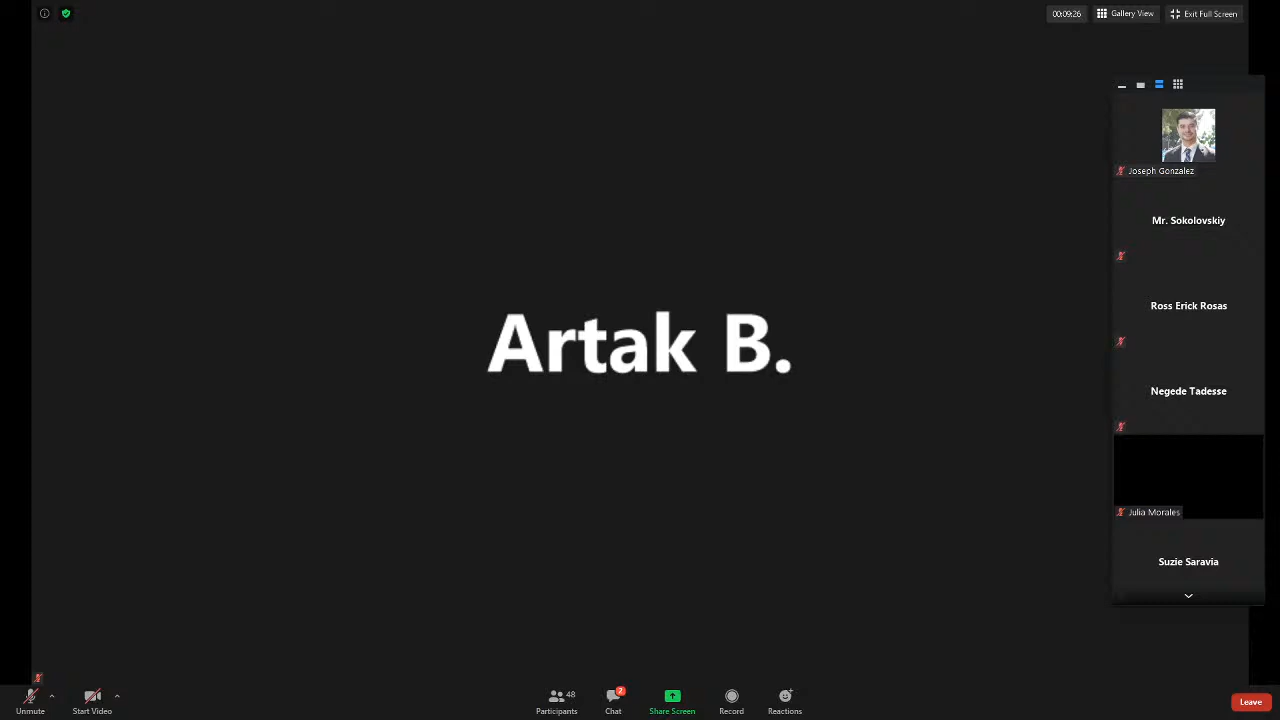 00:09:26
Gallery View
Exit Full Screen
Joseph Gonzalez
Mr. Sokolovskiy
Ross Erick Rosas
Artak B.
Negede Tadesse
Julia Morales
Suzie Saravia
Unmute
Start Video
48
Participants
2
Chat
Share Screen
Record
Reactions
Leave